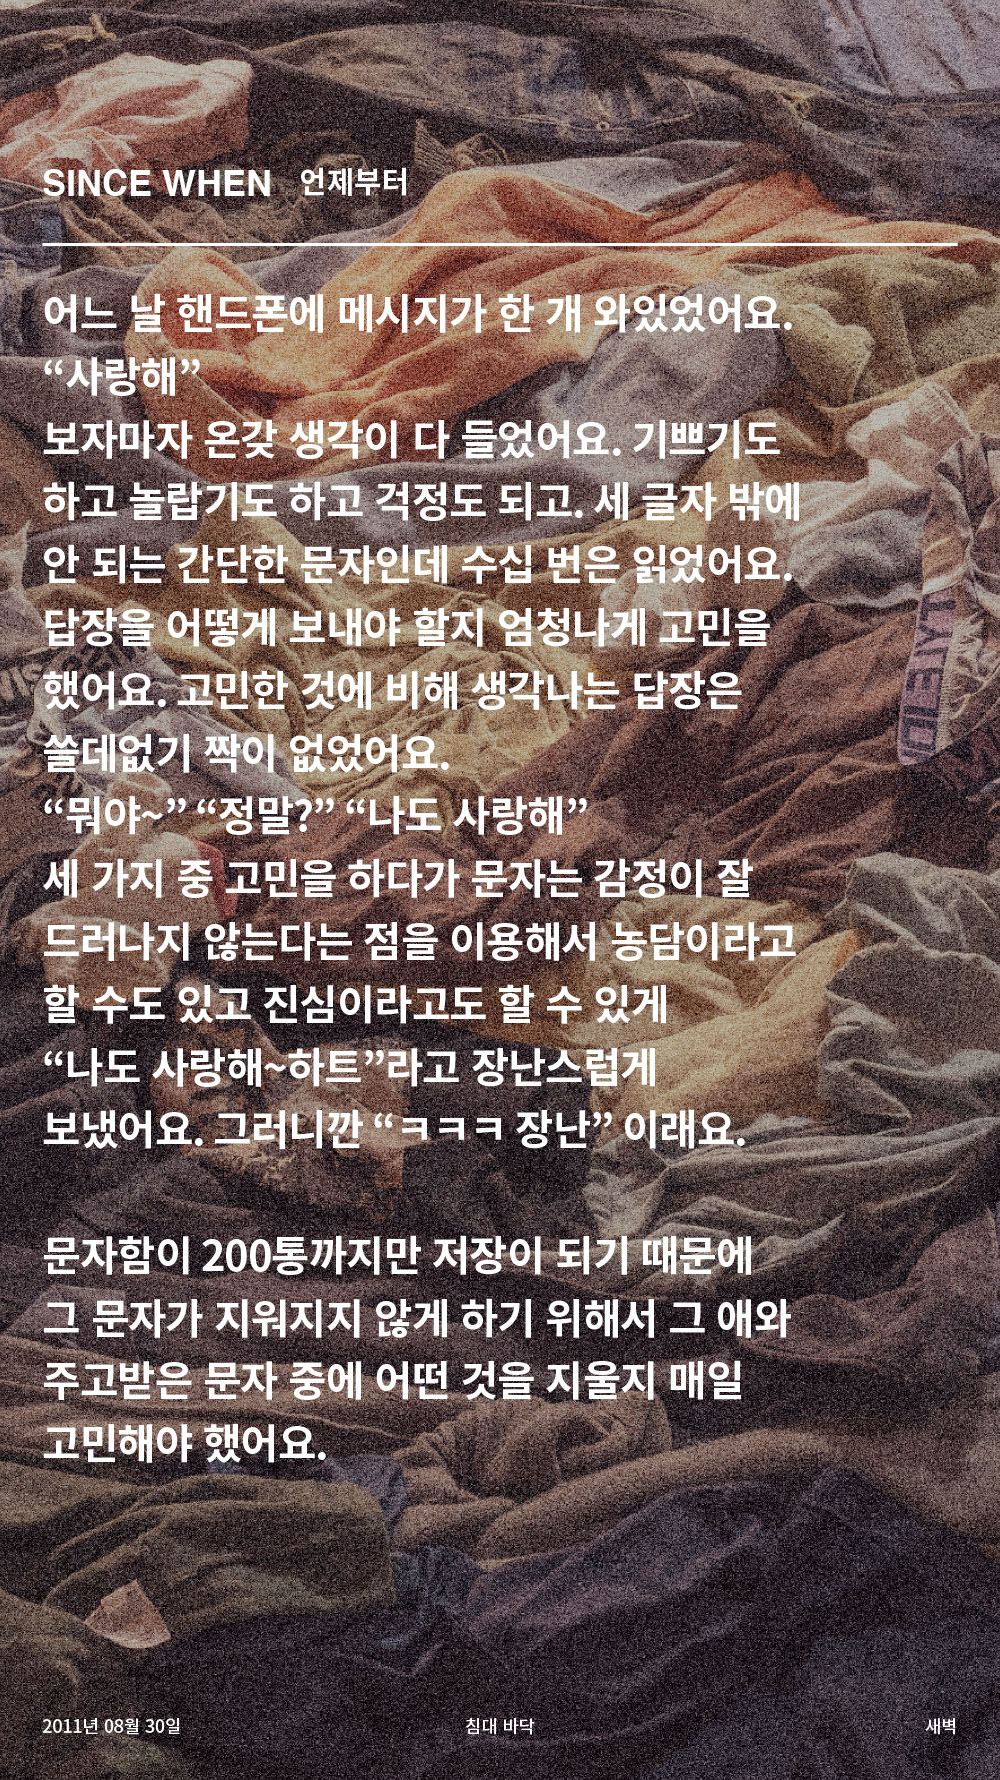 SINCE WHEN 언제부터
어느 날 핸드폰에 메시지가 한 개 와있었어요.
“사랑해”
보자마자 온갖 생각이 다 들었어요. 기쁘기도
하고 놀랍기도 하고 걱정도 되고. 세 글자 밖에
안 되는 간단한 문자인데 수십 번은 읽었어요.
답장을 어떻게 보내야 할지 엄청나게 고민을
했어요. 고민한 것에 비해 생각나는 답장은
쓸데없기 짝이 없었어요.
“뭐야~” “정말?” “나도 사랑해”
세 가지 중 고민을 하다가 문자는 감정이 잘
드러나지 않는다는 점을 이용해서 농담이라고
할 수도 있고 진심이라고도 할 수 있게
“나도 사랑해~하트”라고 장난스럽게
보냈어요. 그러니깐 “ㅋㅋㅋ 장난” 이래요.
문자함이 200통까지만 저장이 되기 때문에
그 문자가 지워지지 않게 하기 위해서 그 애와
주고받은 문자 중에 어떤 것을 지울지 매일
고민해야 했어요.
2011년 08월 30일 침대 바닥 새벽